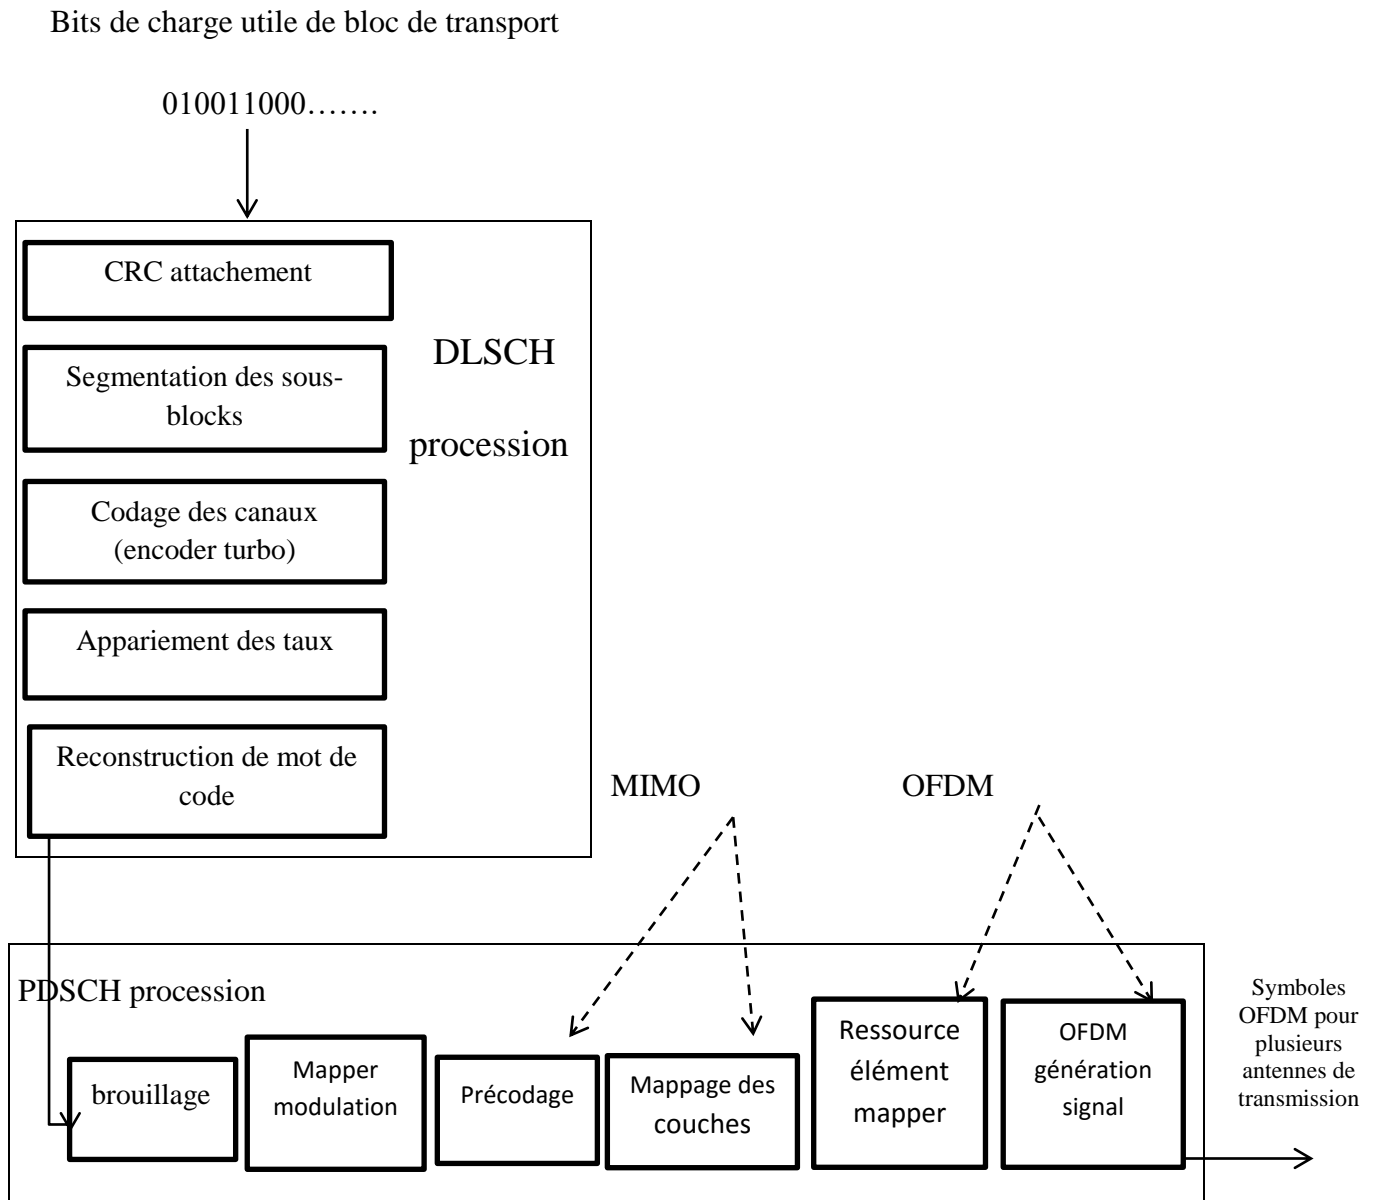 Bits de charge utile de bloc de transport
010011000.......
CRC attachement
Segmentation des sous-
blocks
DLSCH
procession
Codage des canaux
(encoder turbo)
Appariement des taux
Reconstruction de mot de
code
MIMO
OFDM
PDSCH procession
brouillage
Mapper
modulation
Précodage
Mappage des
couches
Ressource
élément
mapper
OFDM
génération
signal
Symboles
OFDM pour
plusieurs
antennes de
transmission